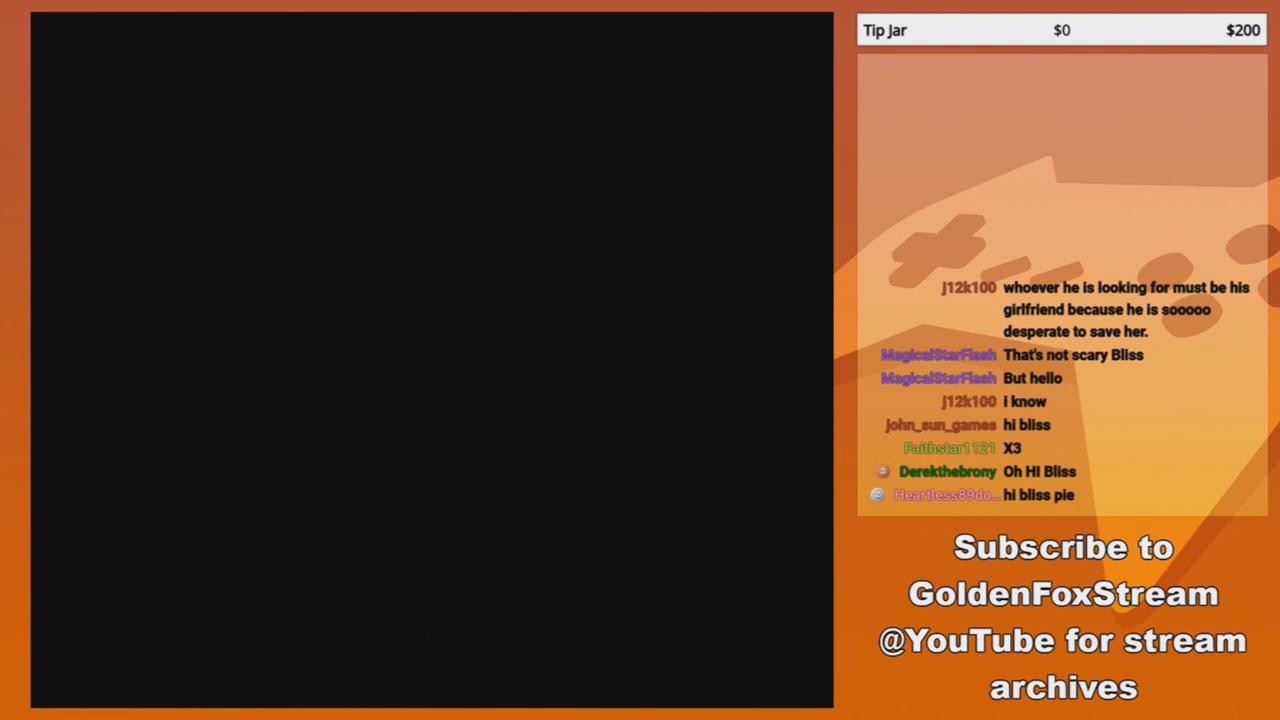 Tip Jar $0 $200
J12k100 whoever he is looking for must be his
girlfriend because he is sooooo
desperate to save her.
MagicalStarFlash That's not scary Bliss
MagicalStarFlash But hello
J12k100 i know
john_sun_games hi bliss
Faithstar1121 X3
Derekthebrony Oh HI Bliss
Heartless89do... hi bliss pie
Subscribe to
GoldenFoxStream
@YouTube for stream
archives